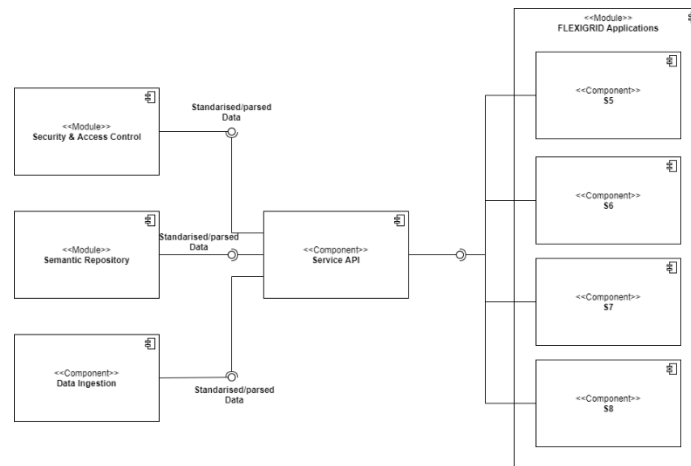 <<Module>>
FLEXIGRID Applications
<<Component>>
S5
Standarised/parsed
Data
<<Module>>
Security & Access Control
<<Component>>
S6
<<Module>>
Semantic Repository
Standarised/parsed
Data
<<Component>>
Service API
<<Component>>
S7
<<Component>>
Data Ingestion
Standarised/parsed
Data
<<Component>>
S8